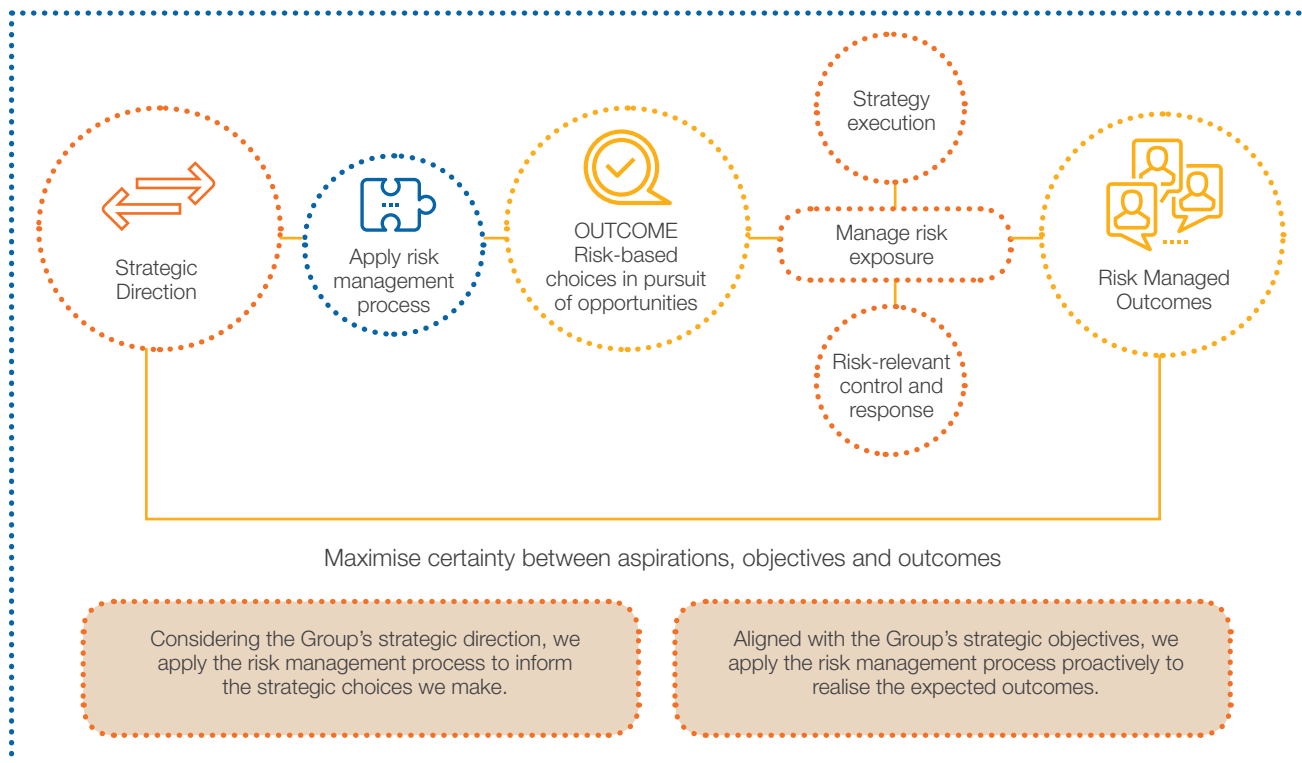 Strategic
Direction
Apply risk
management
process
OUTCOME
Risk-based
choices in pursuit
of opportunities
Strategy
execution
Manage risk
exposure
Risk-relevant
control and
response
Risk Managed
Outcomes
Maximise certainty between aspirations, objectives and outcomes
Considering the Group’s strategic direction, we
apply the risk management process to inform
the strategic choices we make.
Aligned with the Group’s strategic objectives, we
apply the risk management process proactively to
realise the expected outcomes.